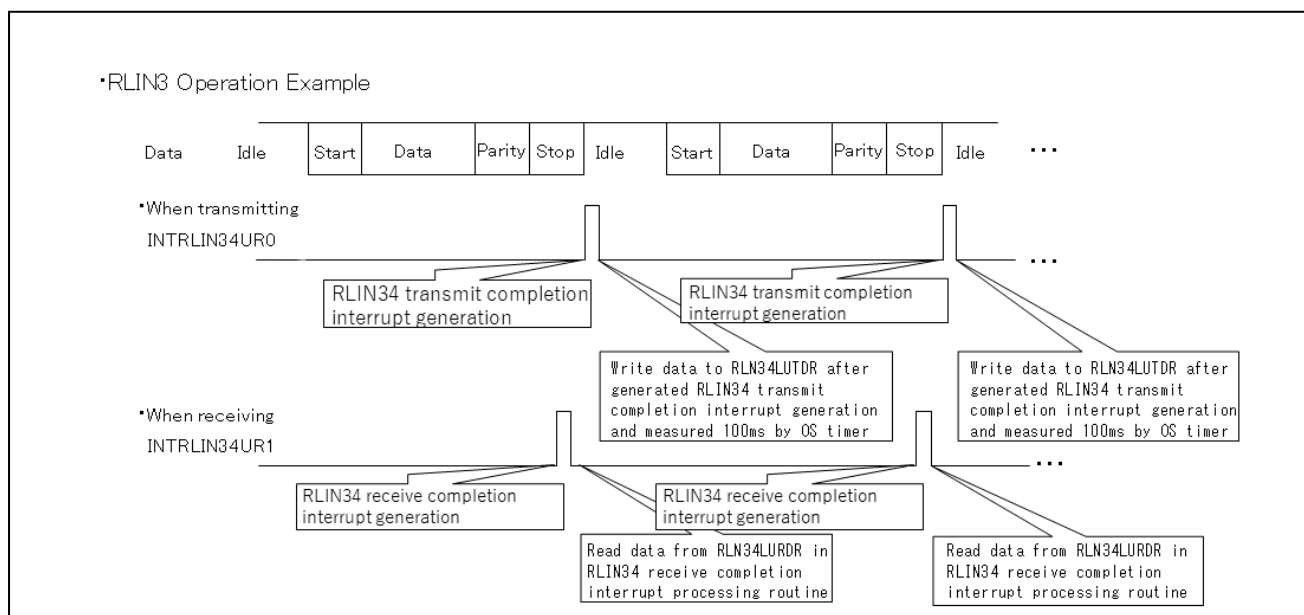 ・RLIN3 Operation Example
Data Idle Start Data Parity Stop Idle Start Data Parity Stop Idle ・・・
・When transmitting
INTRLIN34UR0
・・・
RLIN34 transmit completion
interrupt generation
RLIN34 transmit completion
interrupt generation
Write data to RLN34LUTDR after
generated RLIN34 transmit
completion interrupt generation
and measured 100ms by OS timer
Write data to RLN34LUTDR after
generated RLIN34 transmit
completion interrupt generation
and measured 100ms by OS timer
・When receiving
INTRLIN34UR1
・・・
RLIN34 receive completion
interrupt generation
RLIN34 receive completion
interrupt generation
Read data from RLN34LURDR in
RLIN34 receive completion
interrupt processing routine
Read data from RLN34LURDR in
RLIN34 receive completion
interrupt processing routine